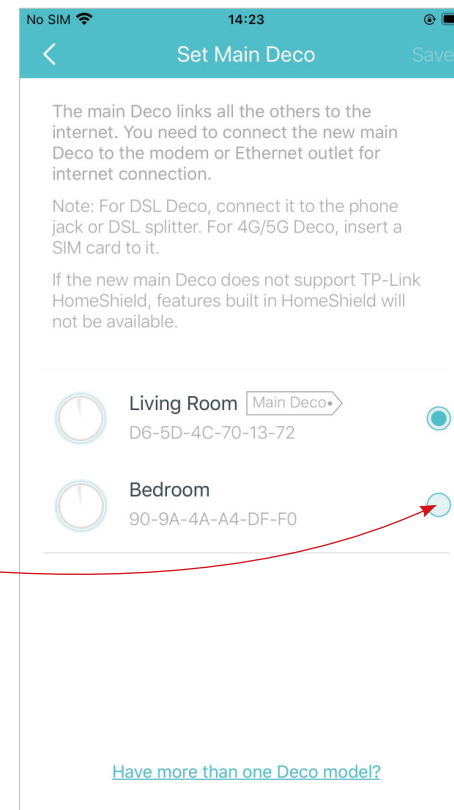 No SIM 14:23
Set Main Deco Save
The main Deco links all the others to the
internet. You need to connect the new main
Deco to the modem or Ethernet outlet for
internet connection.
Note: For DSL Deco, connect it to the phone
jack or DSL splitter. For 4G/5G Deco, insert a
SIM card to it.
If the new main Deco does not support TP-Link
HomeShield, features built in HomeShield will
not be available.
Living Room Main Deco
D6-5D-4C-70-13-72
Bedroom
90-9A-4A-A4-DF-F0
Have more than one Deco model?